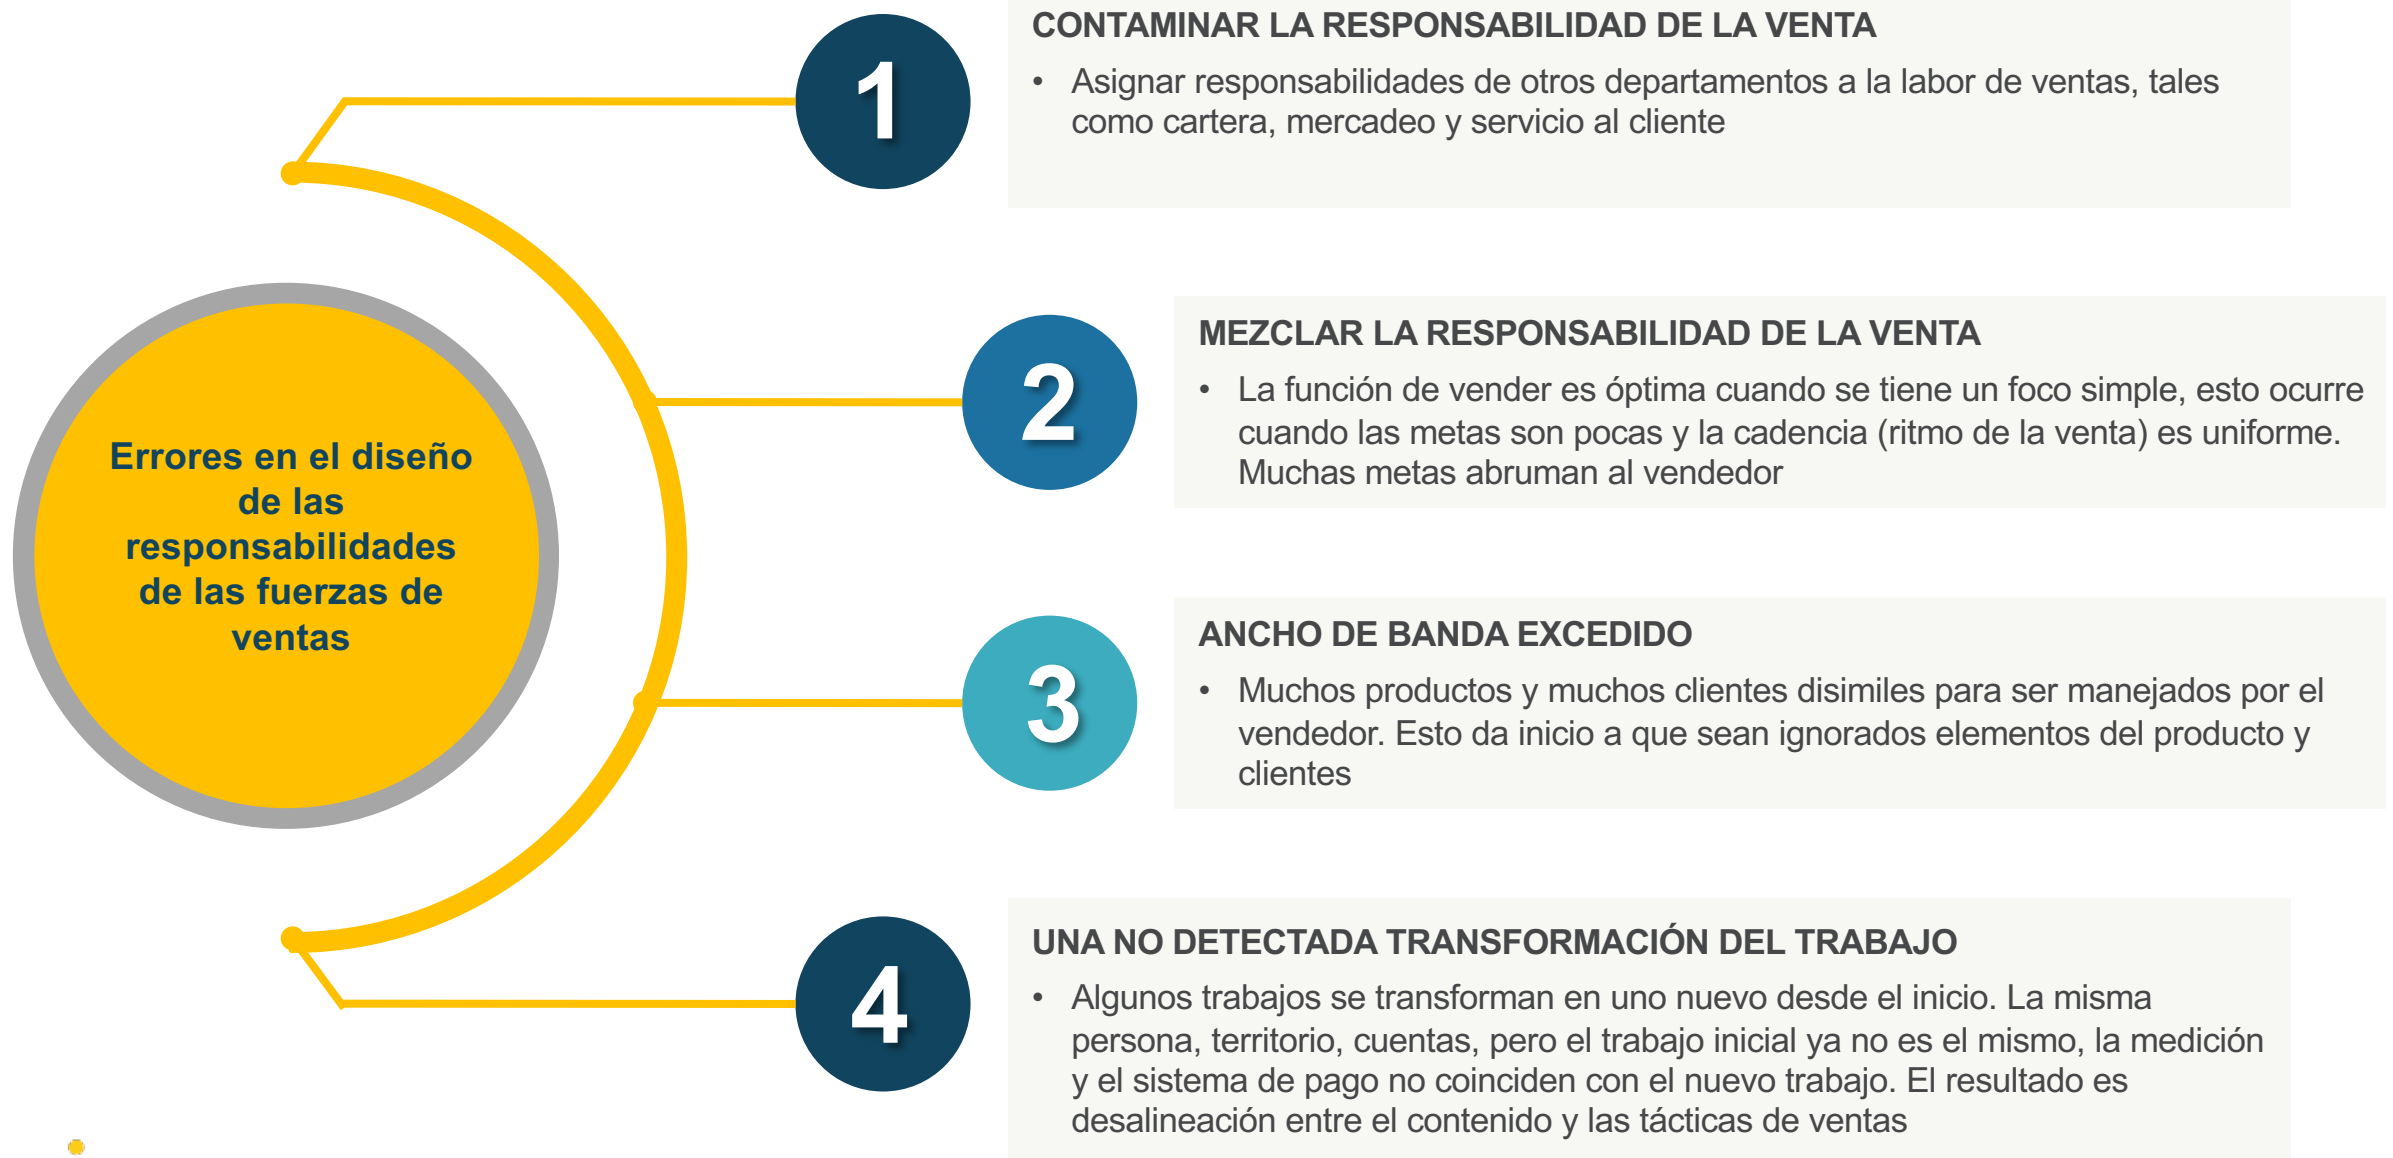 CONTAMINAR LA RESPONSABILIDAD DE LA VENTA
• Asignar responsabilidades de otros departamentos a la labor de ventas, tales
como cartera, mercadeo y servicio al cliente
1
MEZCLAR LA RESPONSABILIDAD DE LA VENTA
• La función de vender es óptima cuando se tiene un foco simple, esto ocurre
cuando las metas son pocas y la cadencia (ritmo de la venta) es uniforme.
Muchas metas abruman al vendedor
2
Errores en el diseño
de las
responsabilidades
de las fuerzas de
ventas
ANCHO DE BANDA EXCEDIDO
• Muchos productos y muchos clientes disimiles para ser manejados por el
vendedor. Esto da inicio a que sean ignorados elementos del producto y
clientes
3
UNA NO DETECTADA TRANSFORMACIÓN DEL TRABAJO
• Algunos trabajos se transforman en uno nuevo desde el inicio. La misma
persona, territorio, cuentas, pero el trabajo inicial ya no es el mismo, la medición
y el sistema de pago no coinciden con el nuevo trabajo. El resultado es
desalineación entre el contenido y las tácticas de ventas
4